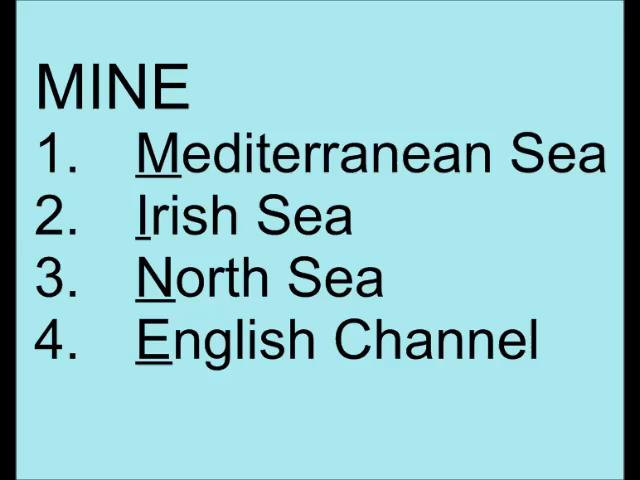 MINE
1. Mediterranean Sea
2. Irish Sea
3. North Sea
4. English Channel